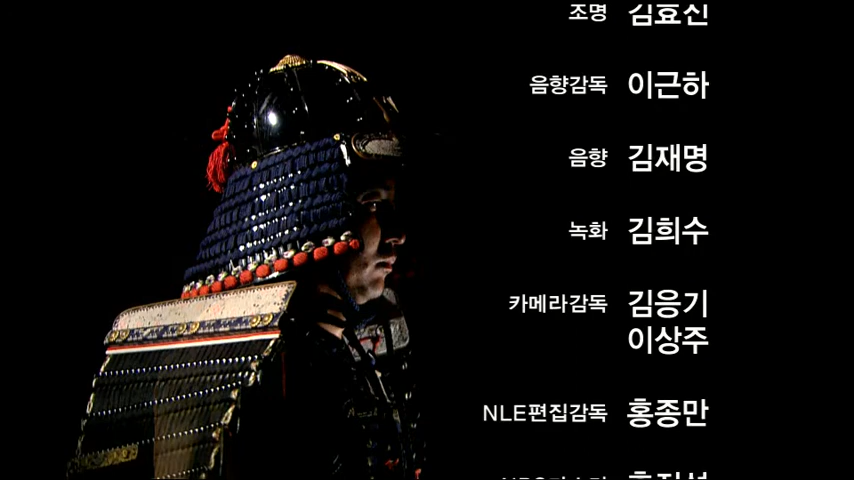 조명 김효신
음향감독 이근하
음향 김재명
녹화 김희수
카메라감독 김응기
이상주
NLE편집감독 홍종만